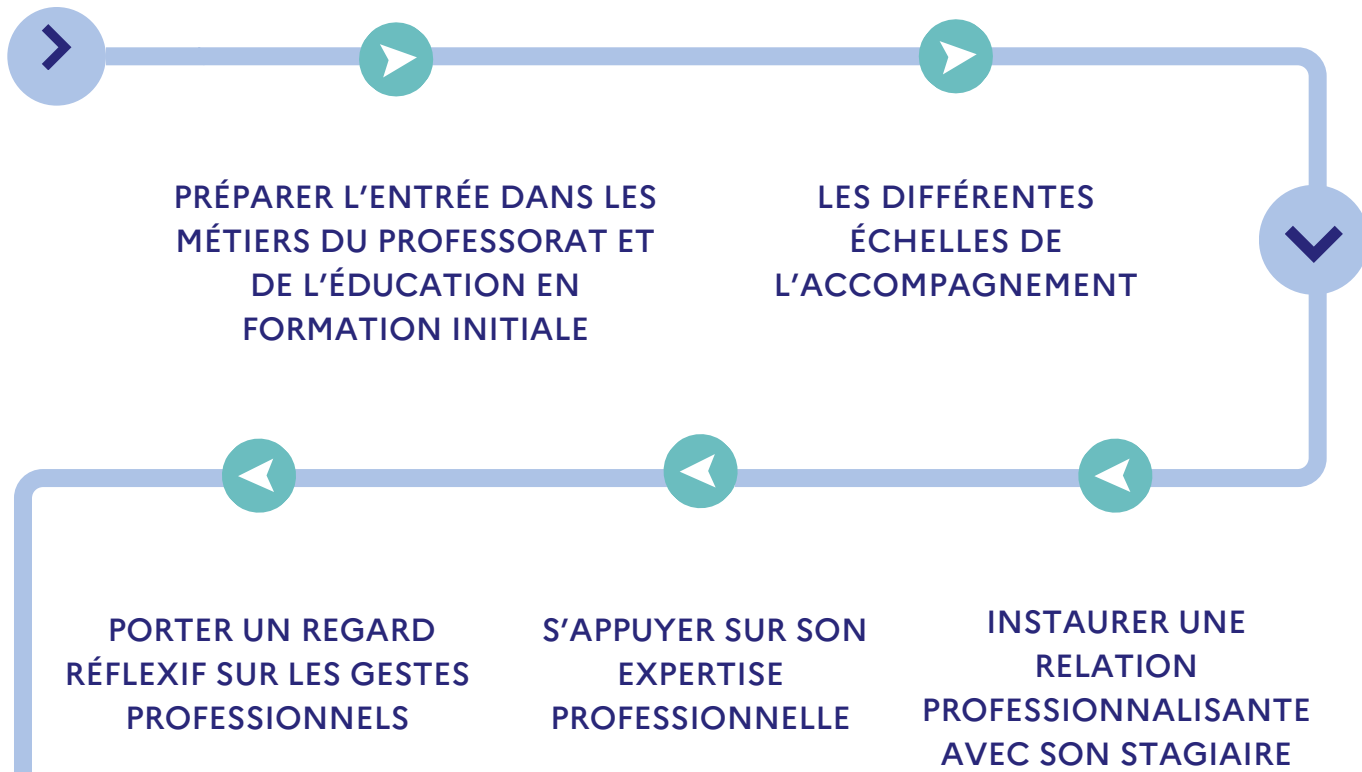 PRÉPARER L'ENTRÉE DANS LES
MÉTIERS DU PROFESSORAT ET
DE L'ÉDUCATION EN
FORMATION INITIALE
LES DIFFÉRENTES
ÉCHELLES DE
L'ACCOMPAGNEMENT
PORTER UN REGARD
RÉFLEXIF SUR LES GESTES
PROFESSIONNELS
S'APPUYER SUR SON
EXPERTISE
PROFESSIONNELLE
INSTAURER UNE
RELATION
PROFESSIONNALISANTE
AVEC SON STAGIAIRE